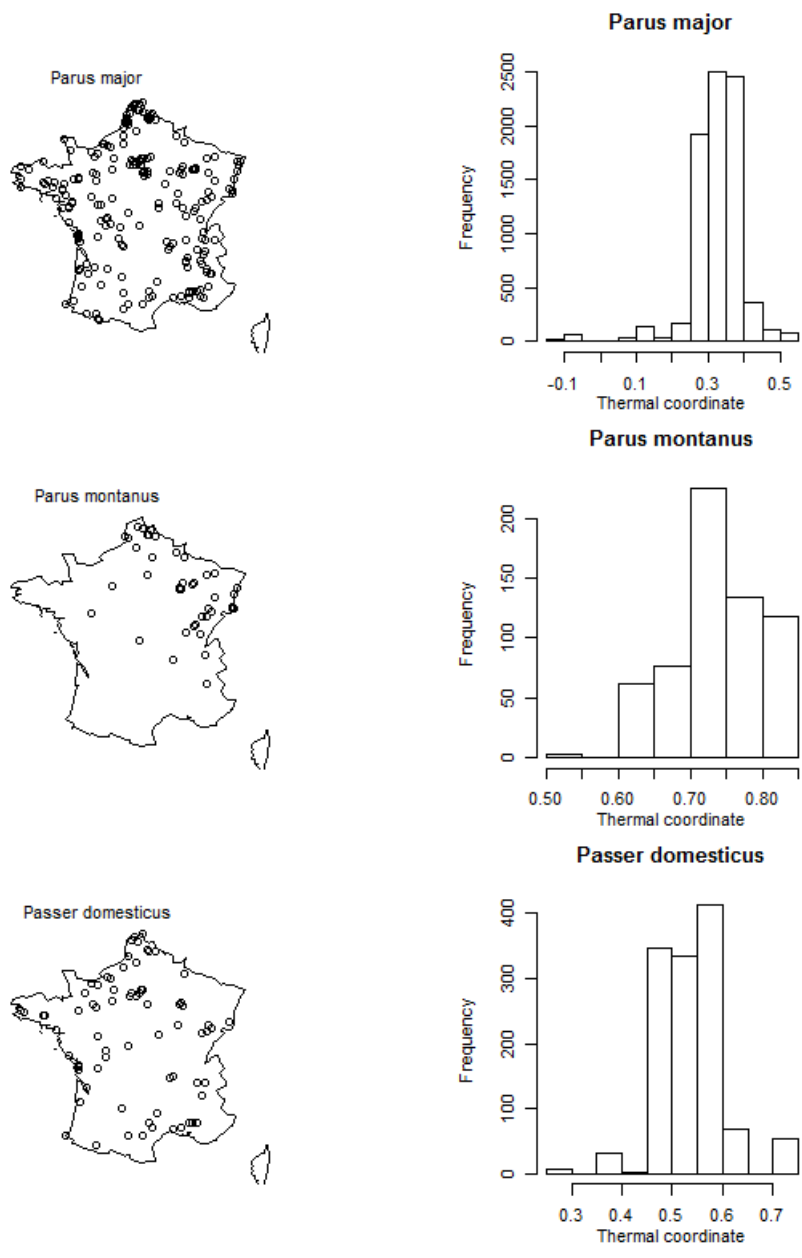 Parus major
Parus major
Frequency
0
500
1000
1500
2000
2500
-0.1
0.1
0.3
0.5
Thermal coordinate
Parus montanus
Parus montanus
Frequency
0
50
100
150
200
0.50
0.60
0.70
0.80
Thermal coordinate
Passer domesticus
Passer domesticus
Frequency
0
100
200
300
400
0.3
0.4
0.5
0.6
0.7
Thermal coordinate